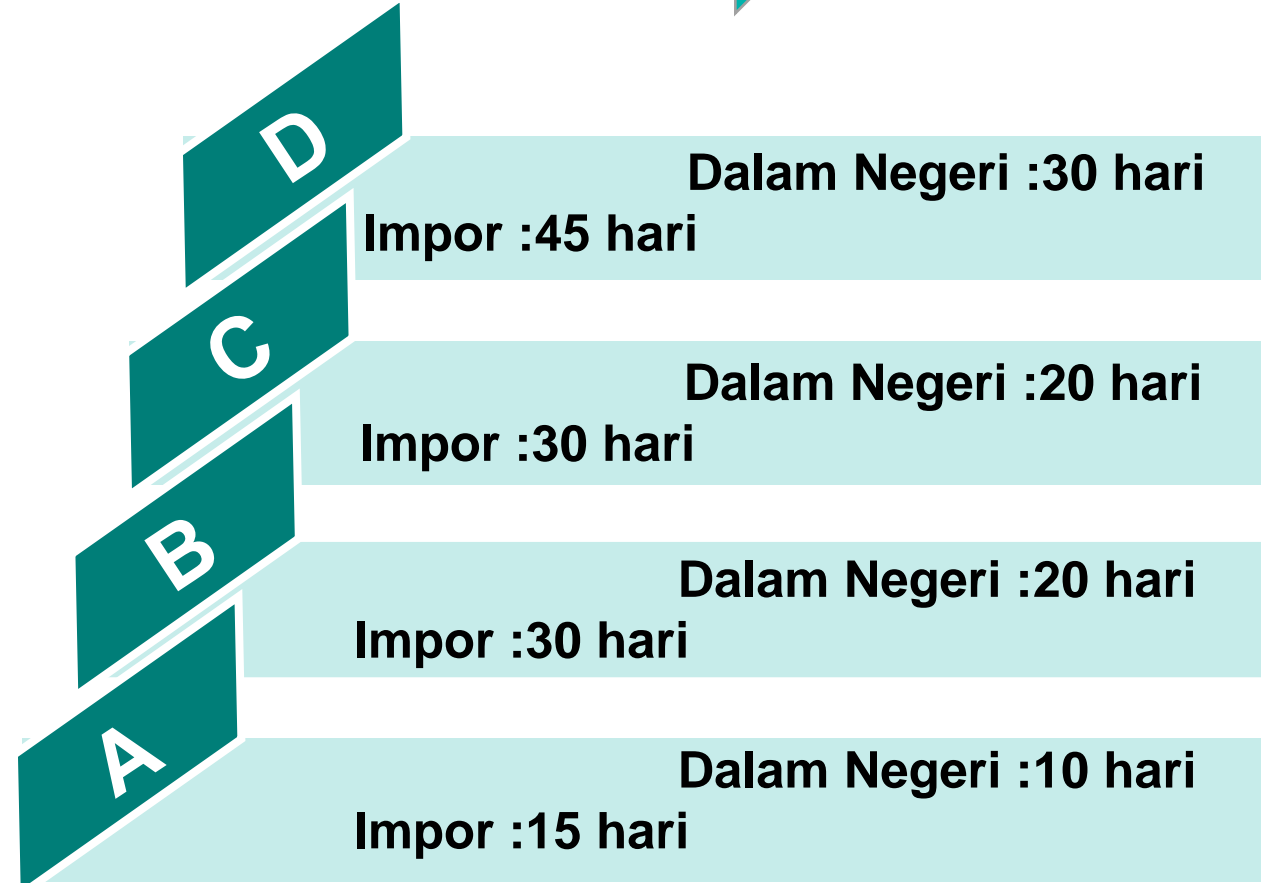 D
Dalam Negeri :30 hari
Impor :45 hari
C
Dalam Negeri :20 hari
Impor :30 hari
B
Dalam Negeri :20 hari
Impor :30 hari
A
Dalam Negeri :10 hari
Impor :15 hari